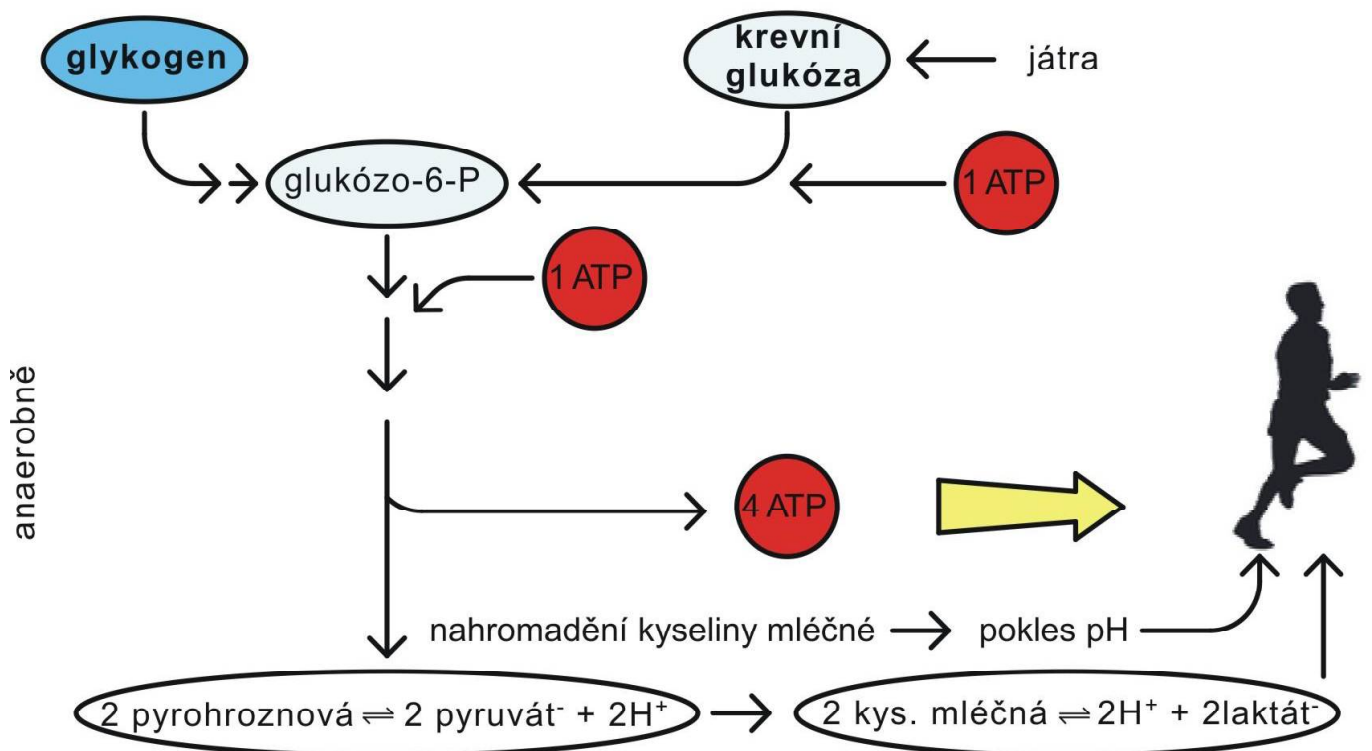 glykogen
krevní
glukóza
játra
glukózo-6-P
1 ATP
1 ATP
anaerobně
4 ATP
nahromadění kyseliny mléčné
pokles pH
2 pyrohroznová ⇌ 2 pyruvát⁻ + 2H⁺
2 kys. mléčná ⇌ 2H⁺ + 2laktát⁻